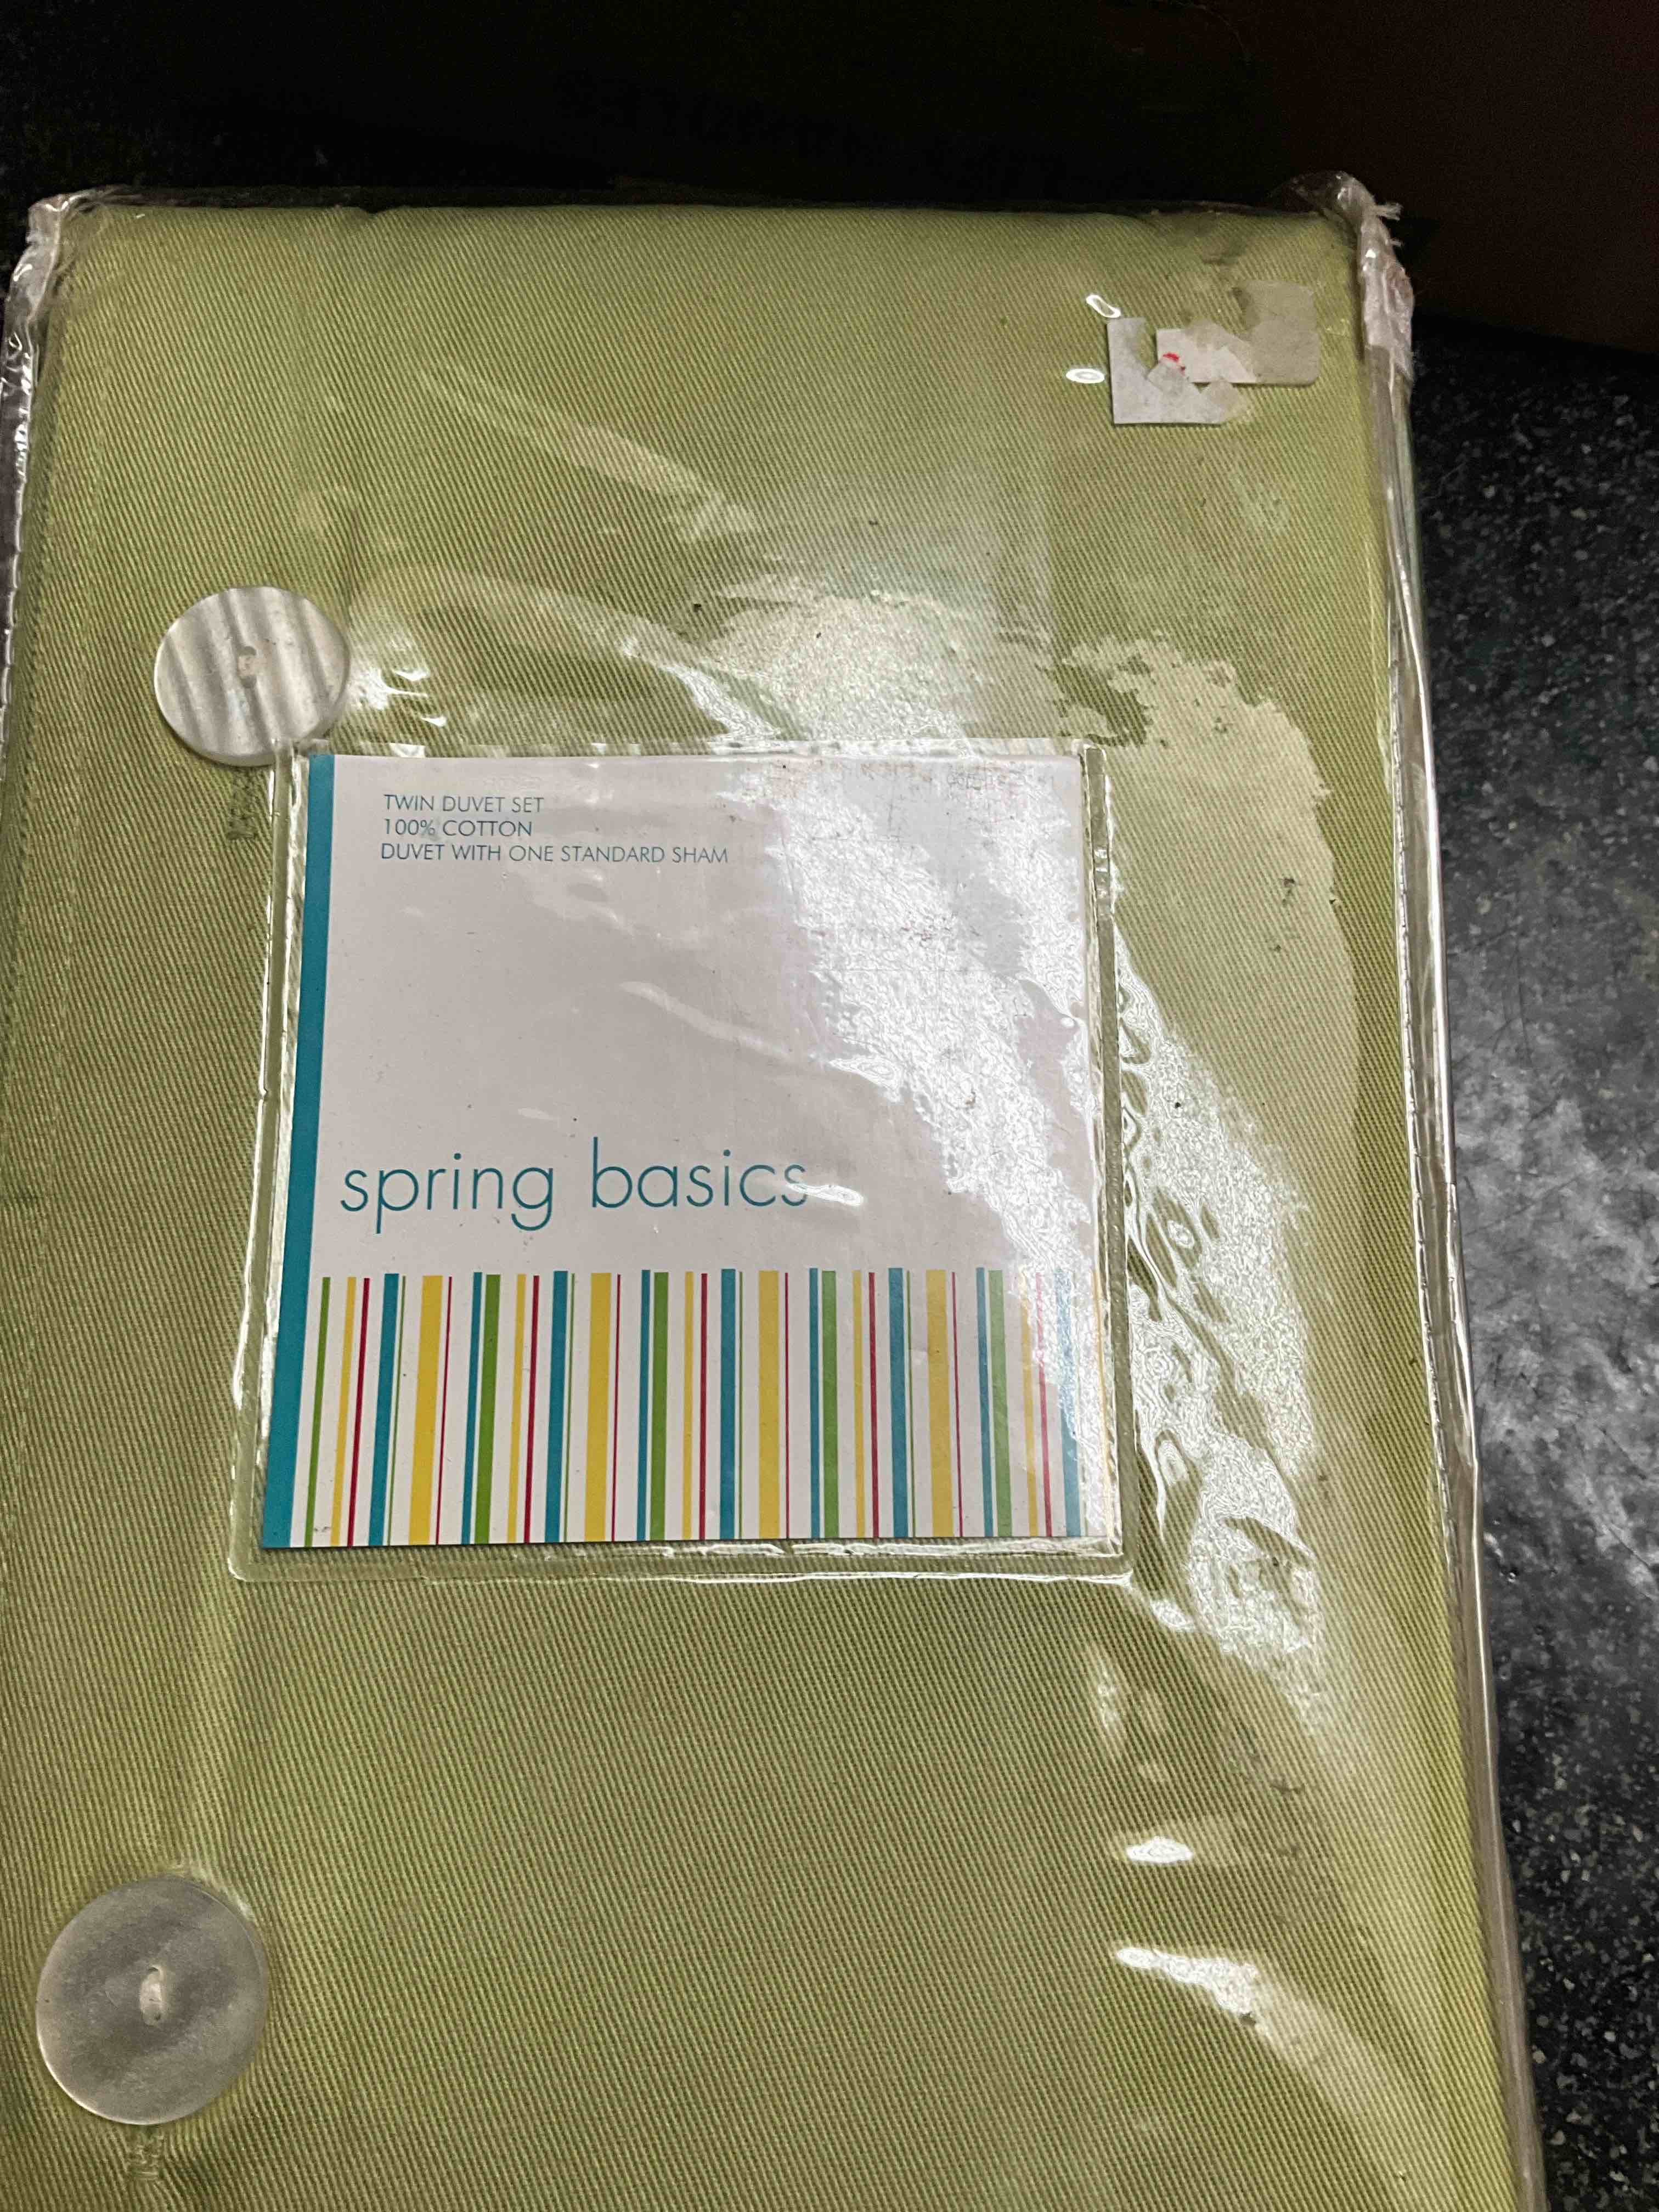 TWIN DUVET SET
100% COTTON
DUVET WITH ONE STANDARD SHAM
spring basics